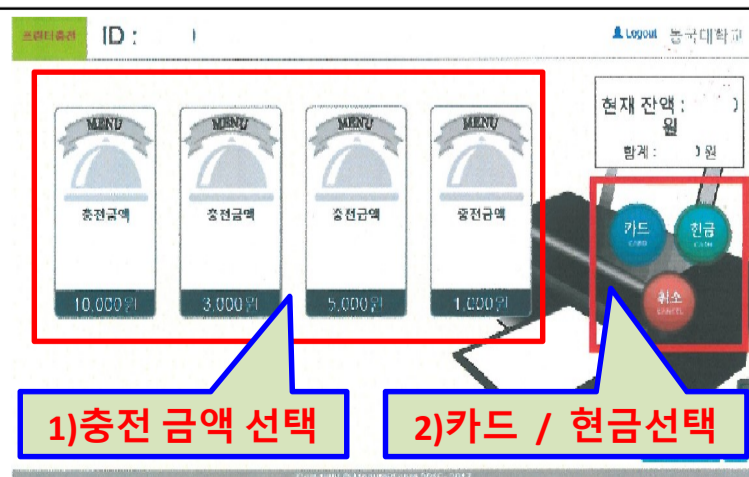 프린터충전
ID :
Logout 동국대학교
현재 잔액 :
원
합계 : 원
MENU MENU MENU MENU
충전금액 충전금액 충전금액 충전금액
10,000원 3,000원 5,000원 1,000원
카드
현금
취소
CANCEL
1)충전 금액 선택
2)카드 / 현금선택